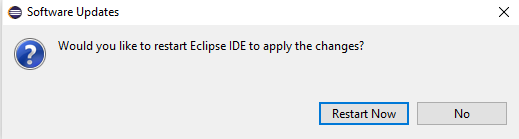 Software Updates
Would you like to restart Eclipse IDE to apply the changes?
Restart Now
No